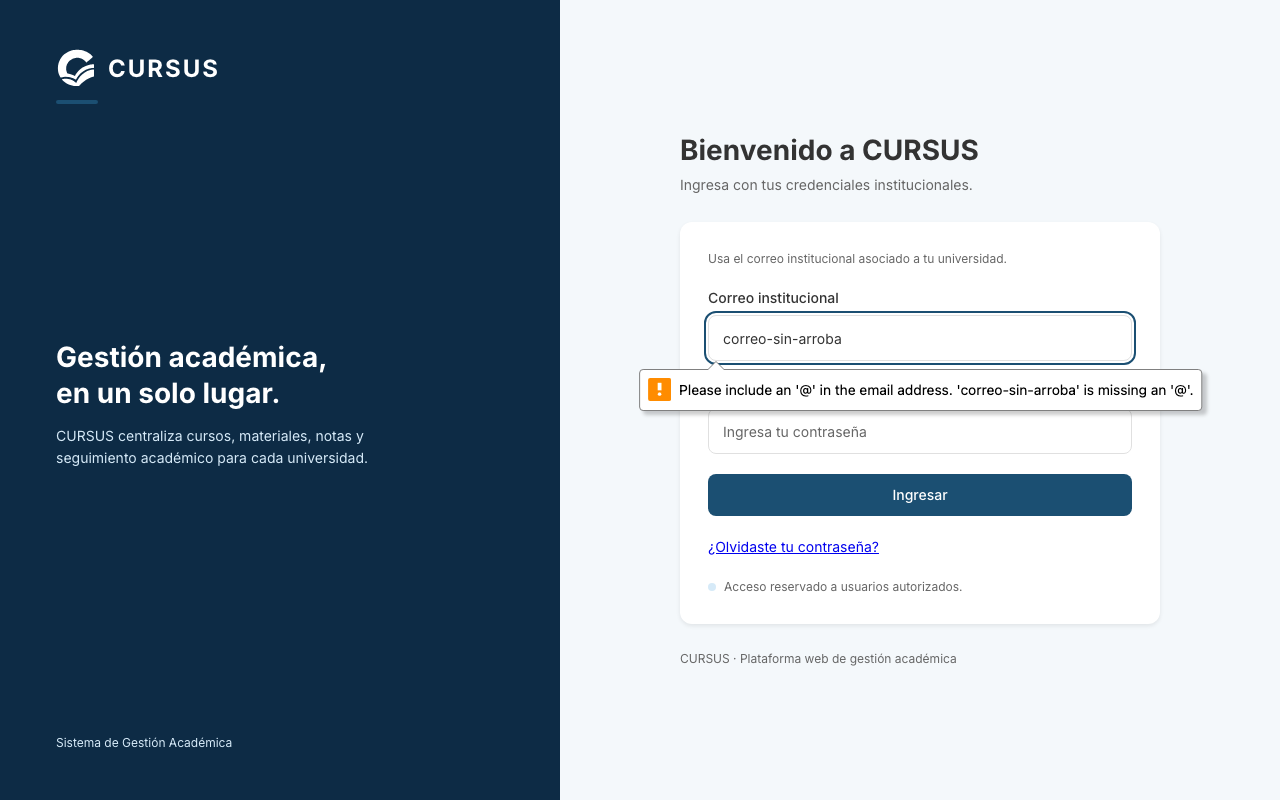 CURSUS
Gestión académica,
en un solo lugar.
CURSUS centraliza cursos, materiales, notas y
seguimiento académico para cada universidad.
Sistema de Gestión Académica
Bienvenido a CURSUS
Ingresa con tus credenciales institucionales.
Usa el correo institucional asociado a tu universidad.
Correo institucional
correo-sin-arroba
Please include an '@' in the email address. 'correo-sin-arroba' is missing an '@'.
Ingresa tu contraseña
Ingresar
¿Olvidaste tu contraseña?
Acceso reservado a usuarios autorizados.
CURSUS · Plataforma web de gestión académica